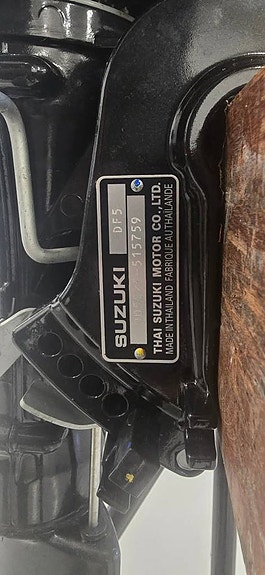 SUZUKI DF5
515759
THAI SUZUKI MOTOR CO.,LTD.
MADE IN THAILAND FABRIQUE AU THAILANDE